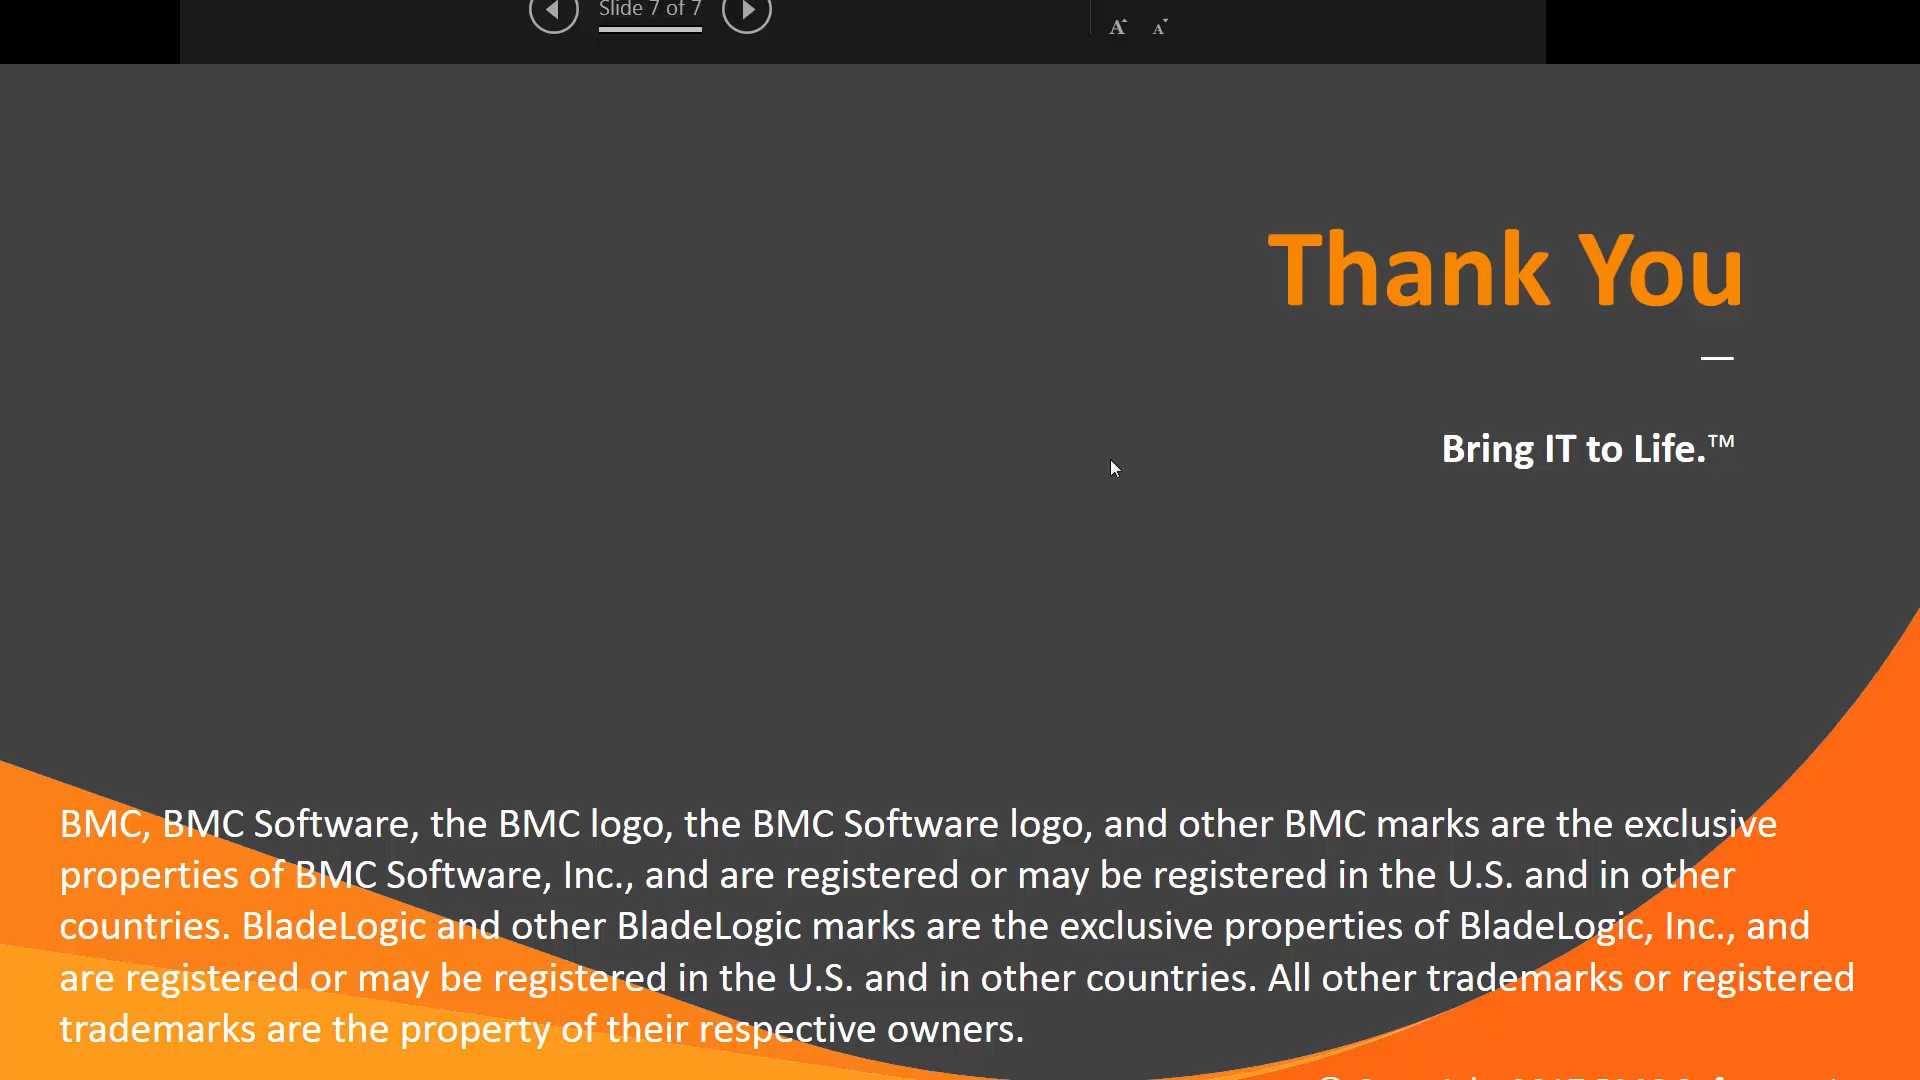 Slide 7 of 7
A A
Thank You
Bring IT to Life.™
BMC, BMC Software, the BMC logo, the BMC Software logo, and other BMC marks are the exclusive
properties of BMC Software, Inc., and are registered or may be registered in the U.S. and in other
countries. BladeLogic and other BladeLogic marks are the exclusive properties of BladeLogic, Inc., and
are registered or may be registered in the U.S. and in other countries. All other trademarks or registered
trademarks are the property of their respective owners.